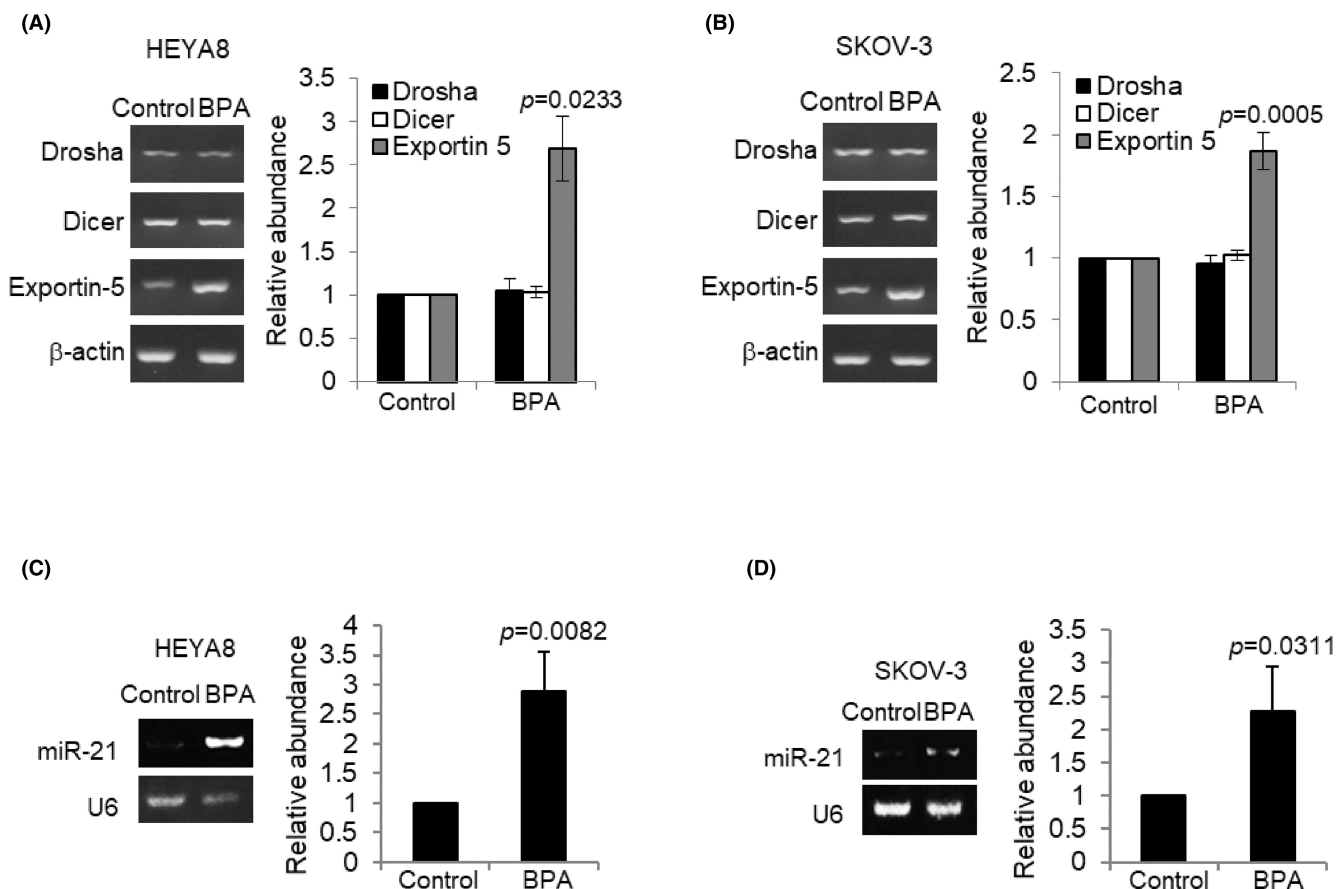 (A)
HEYA8
Control BPA
Drosha
Dicer
Exportin-5
β-actin
Relative abundance
3.5
3
2.5
2
1.5
1
0.5
0
Drosha
Dicer
Exportin 5
p=0.0233
Control BPA
(B)
SKOV-3
Control BPA
Drosha
Dicer
Exportin-5
β-actin
Relative abundance
2.5
2
1.5
1
0.5
0
Drosha
Dicer
Exportin 5
p=0.0005
Control BPA
(C)
HEYA8
Control BPA
miR-21
U6
Relative abundance
4
3.5
3
2.5
2
1.5
1
0.5
0
p=0.0082
Control BPA
(D)
SKOV-3
Control BPA
miR-21
U6
Relative abundance
3.5
3
2.5
2
1.5
1
0.5
0
p=0.0311
Control BPA